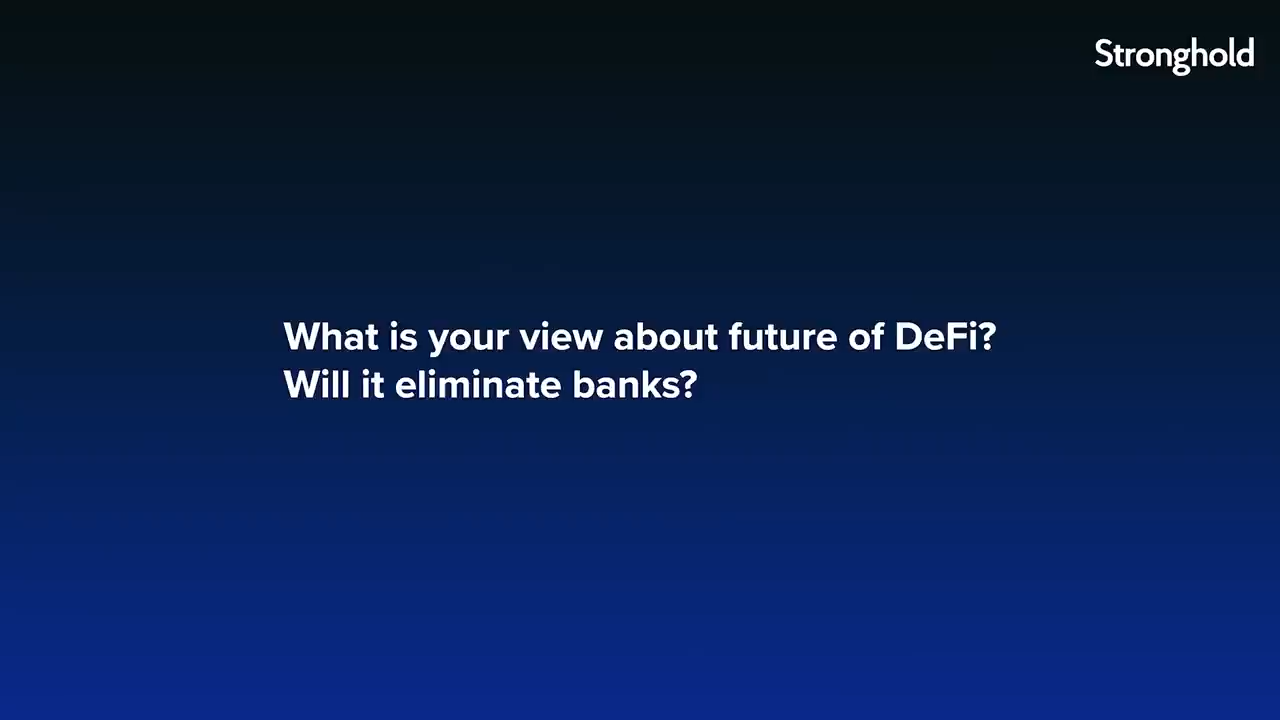 Stronghold
What is your view about future of DeFi?
Will it eliminate banks?